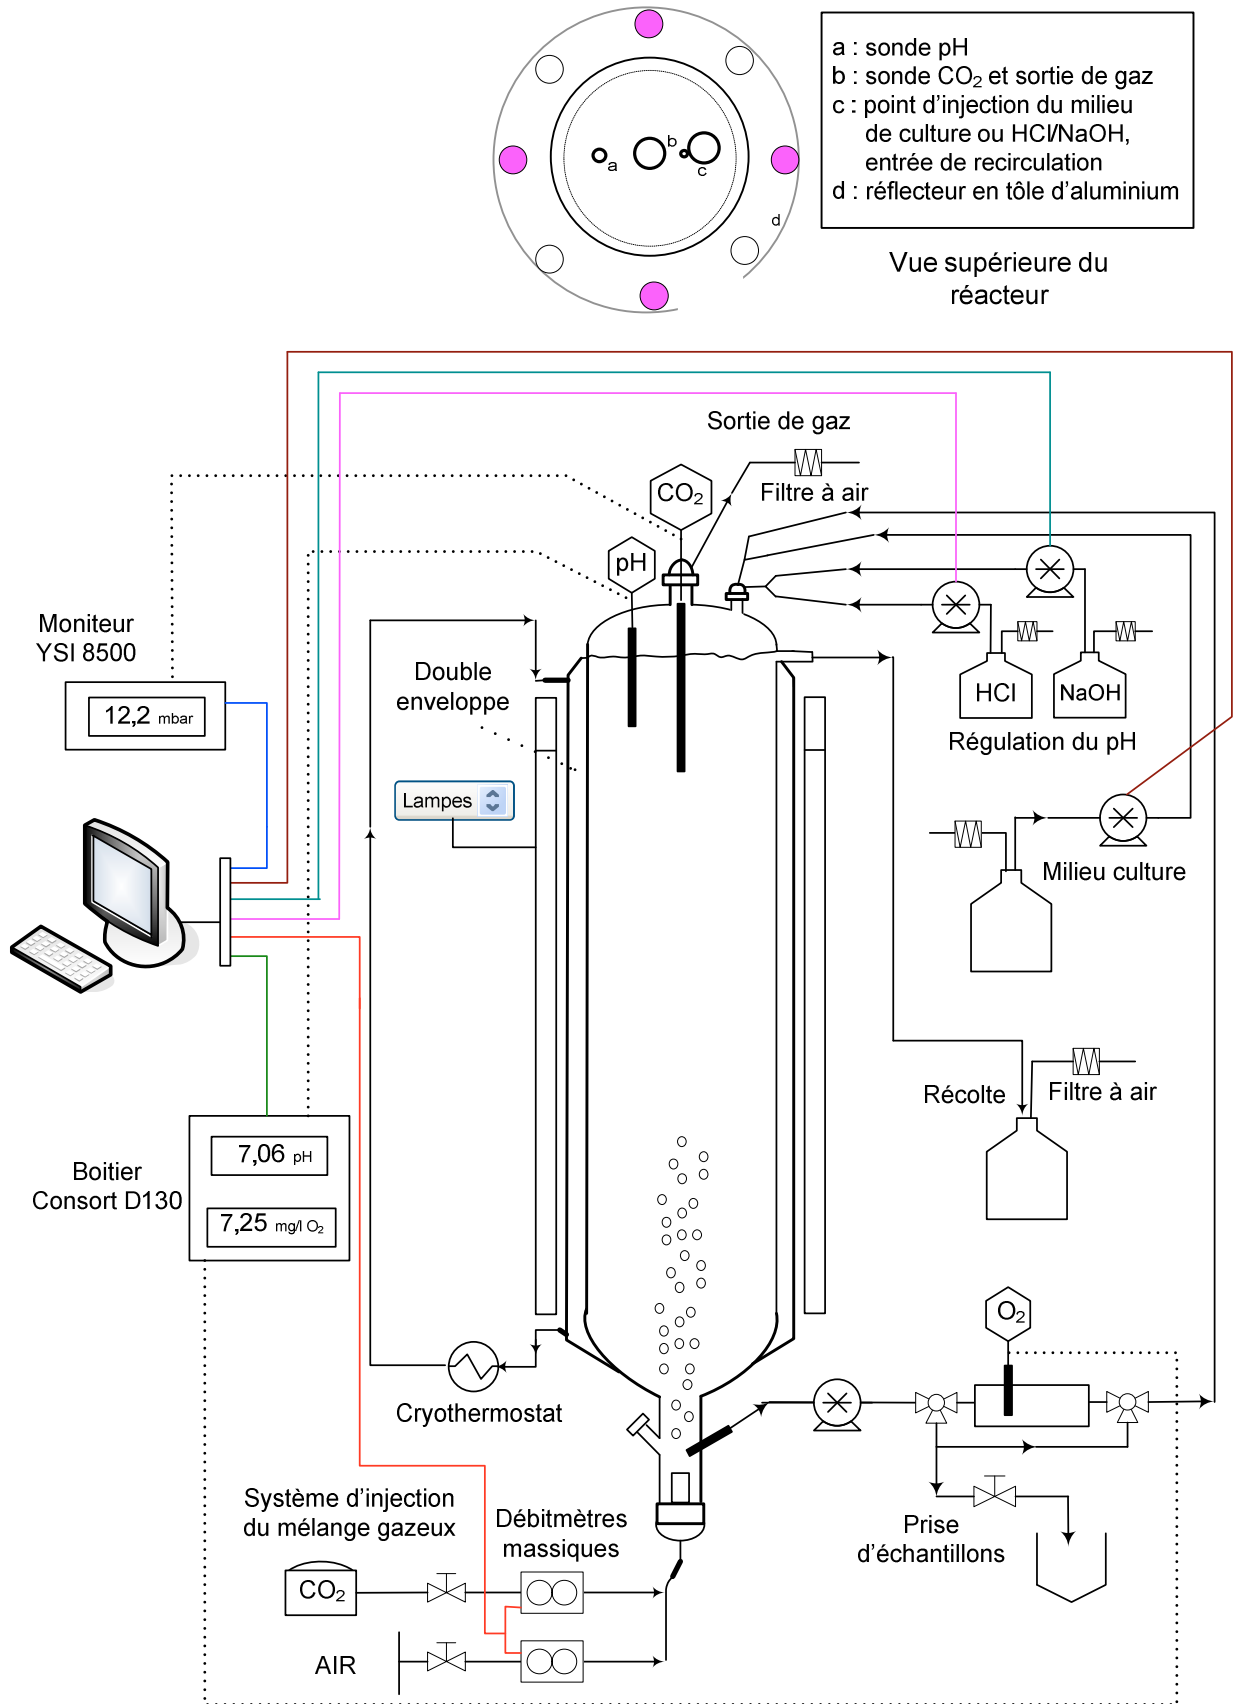 a : sonde pH
b : sonde CO₂ et sortie de gaz
c : point d'injection du milieu
de culture ou HCl/NaOH,
entrée de recirculation
d : réflecteur en tôle d'aluminium
a
b
c
d
Vue supérieure du
réacteur
Sortie de gaz
CO₂
Filtre à air
pH
Moniteur
YSI 8500
12,2 mbar
Double
enveloppe
HCl
NaOH
Régulation du pH
Lampes
Milieu culture
Récolte
Filtre à air
Boitier
Consort D130
7,06 pH
7,25 mg/l O₂
O₂
Cryothermostat
Système d'injection
du mélange gazeux
Débitmètres
massiques
Prise
d'échantillons
CO₂
AIR